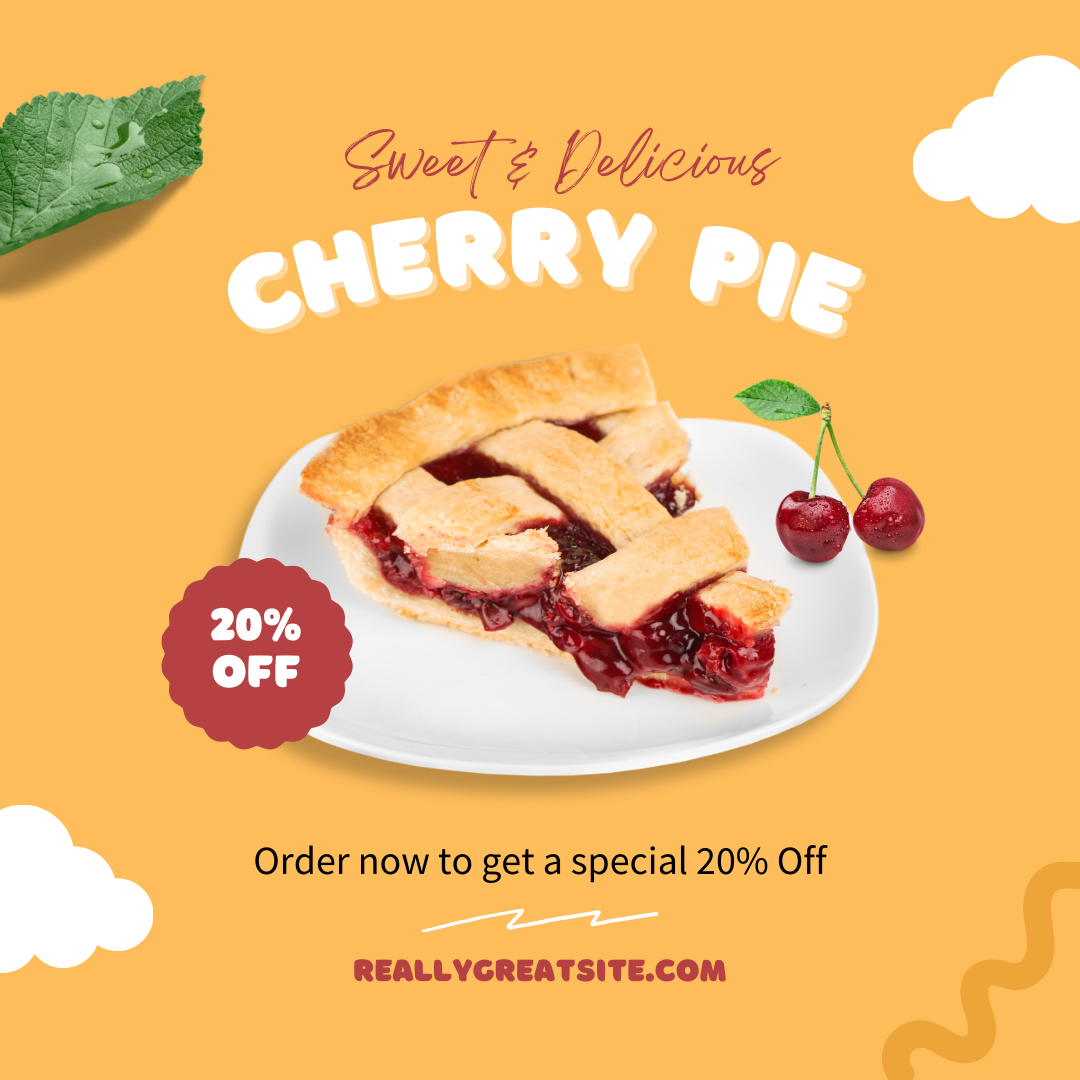 Sweet & Delicious
CHERRY PIE
20%
OFF
Order now to get a special 20% Off
REALLYGREATSITE.COM